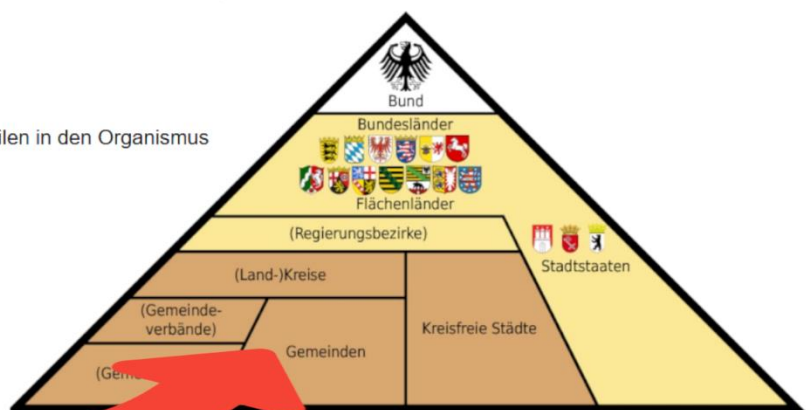 Bund
Bundesländer
ilen in den Organismus
Flächenländer
(Regierungsbezirke)
Stadtstaaten
(Land-)Kreise
(Gemeinde-
verbände)
Kreisfreie Städte
Gemeinden